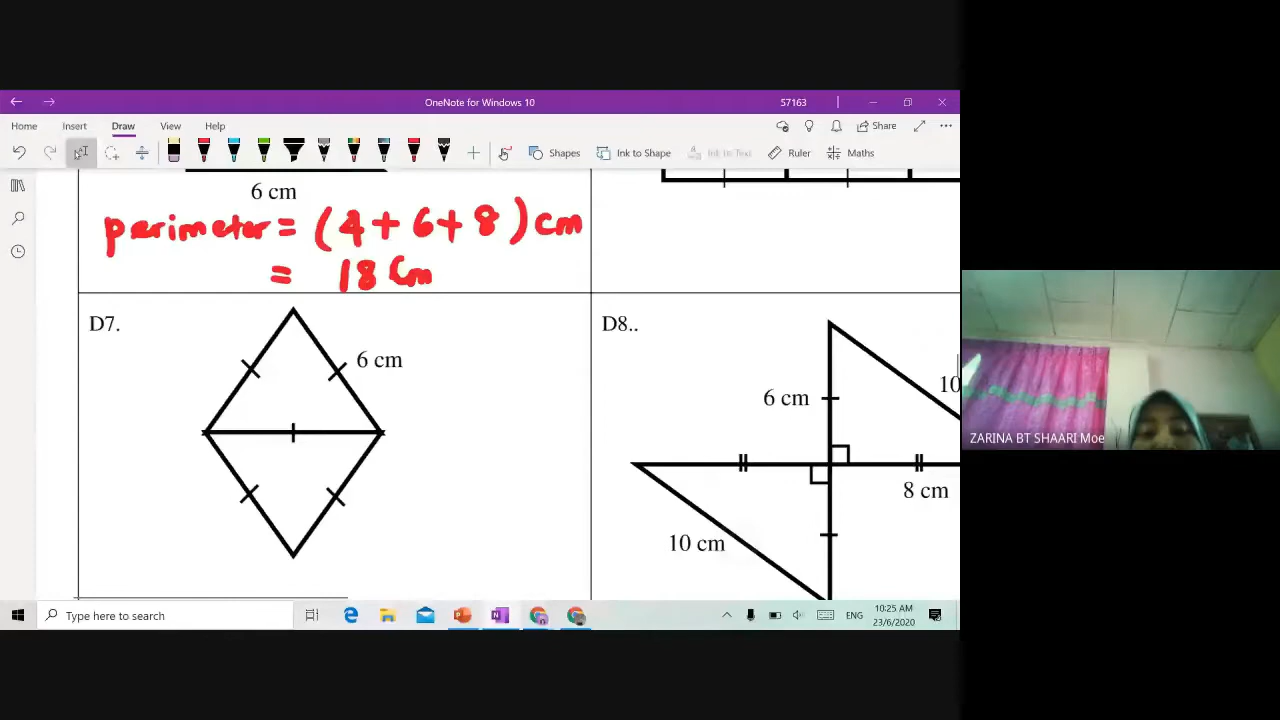 OneNote for Windows 10
57163
Home Insert Draw View Help
Share
Shapes
Ink to Shape
Ink to Text
Ruler
Maths
6 cm
perimeter = (4 + 6 + 8) cm
= 18 cm
D7.
6 cm
D8..
6 cm
10
8 cm
10 cm
ZARINA BT SHAARI Moe
Type here to search
ENG
10:25 AM
23/6/2020